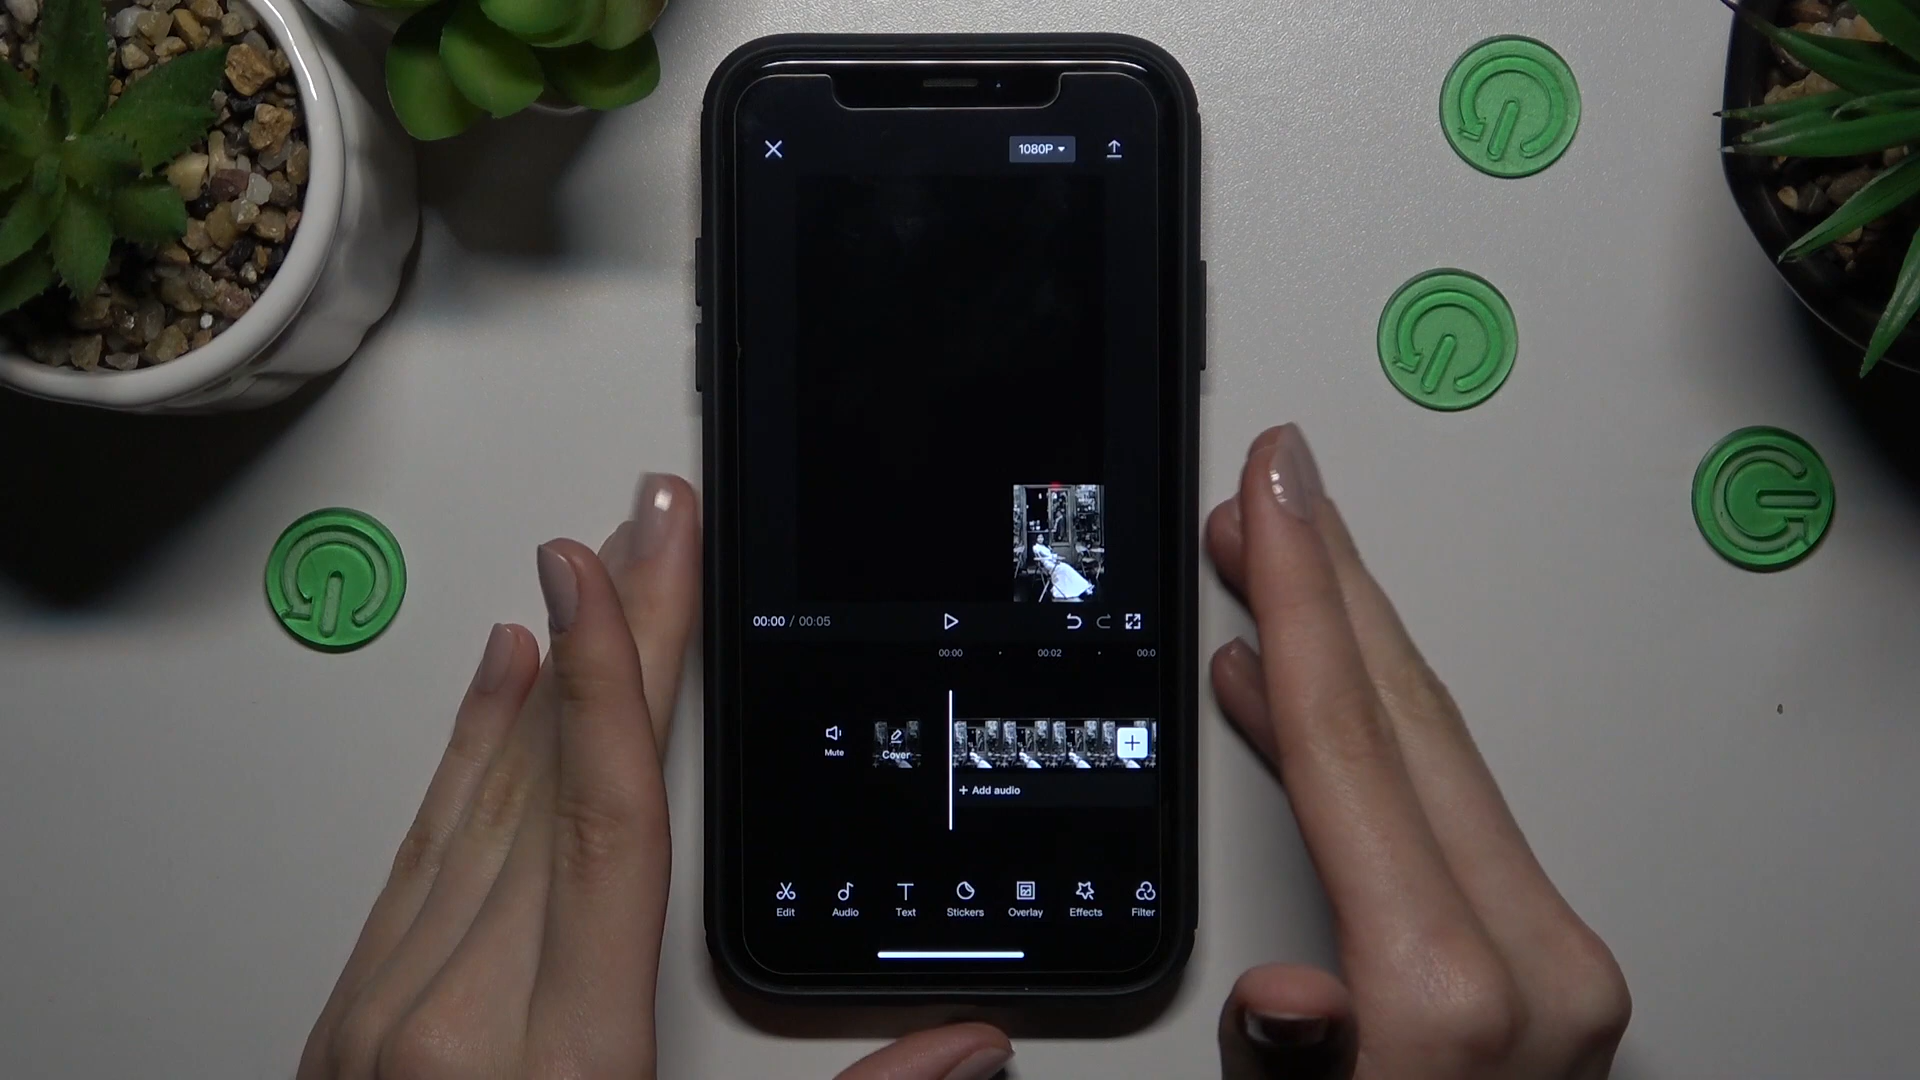 1080P
00:00 / 00:05
00:00 00:02 00:0
Mute
Cover
+ Add audio
Edit Audio Text Stickers Overlay Effects Filter